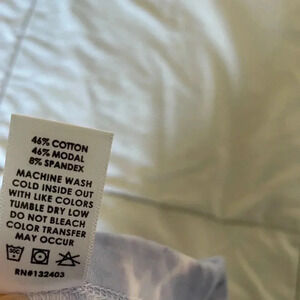 46% COTTON
46% MODAL
8% SPANDEX
MACHINE WASH
COLD INSIDE OUT
WITH LIKE COLORS
TUMBLE DRY LOW
DO NOT BLEACH
COLOR TRANSFER
MAY OCCUR
RN#132403